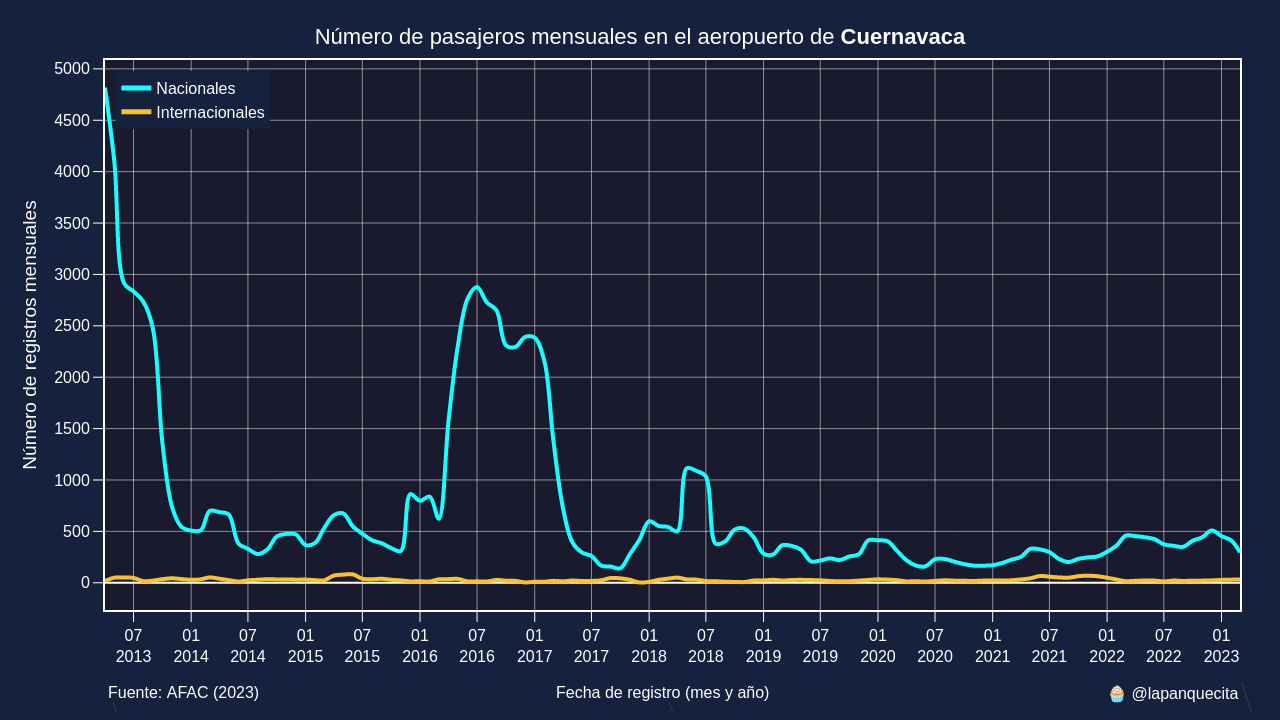 Número de pasajeros mensuales en el aeropuerto de Cuernavaca
Nacionales
Internacionales
Número de registros mensuales
5000
4500
4000
3500
3000
2500
2000
1500
1000
500
0
07 01 07 01 07 01 07 01 07 01 07 01 07 01 07 01 07 01 07 01
2013 2014 2014 2015 2015 2016 2016 2017 2017 2018 2018 2019 2019 2020 2020 2021 2021 2022 2022 2023
Fuente: AFAC (2023)
Fecha de registro (mes y año)
🧁 @lapanquecita